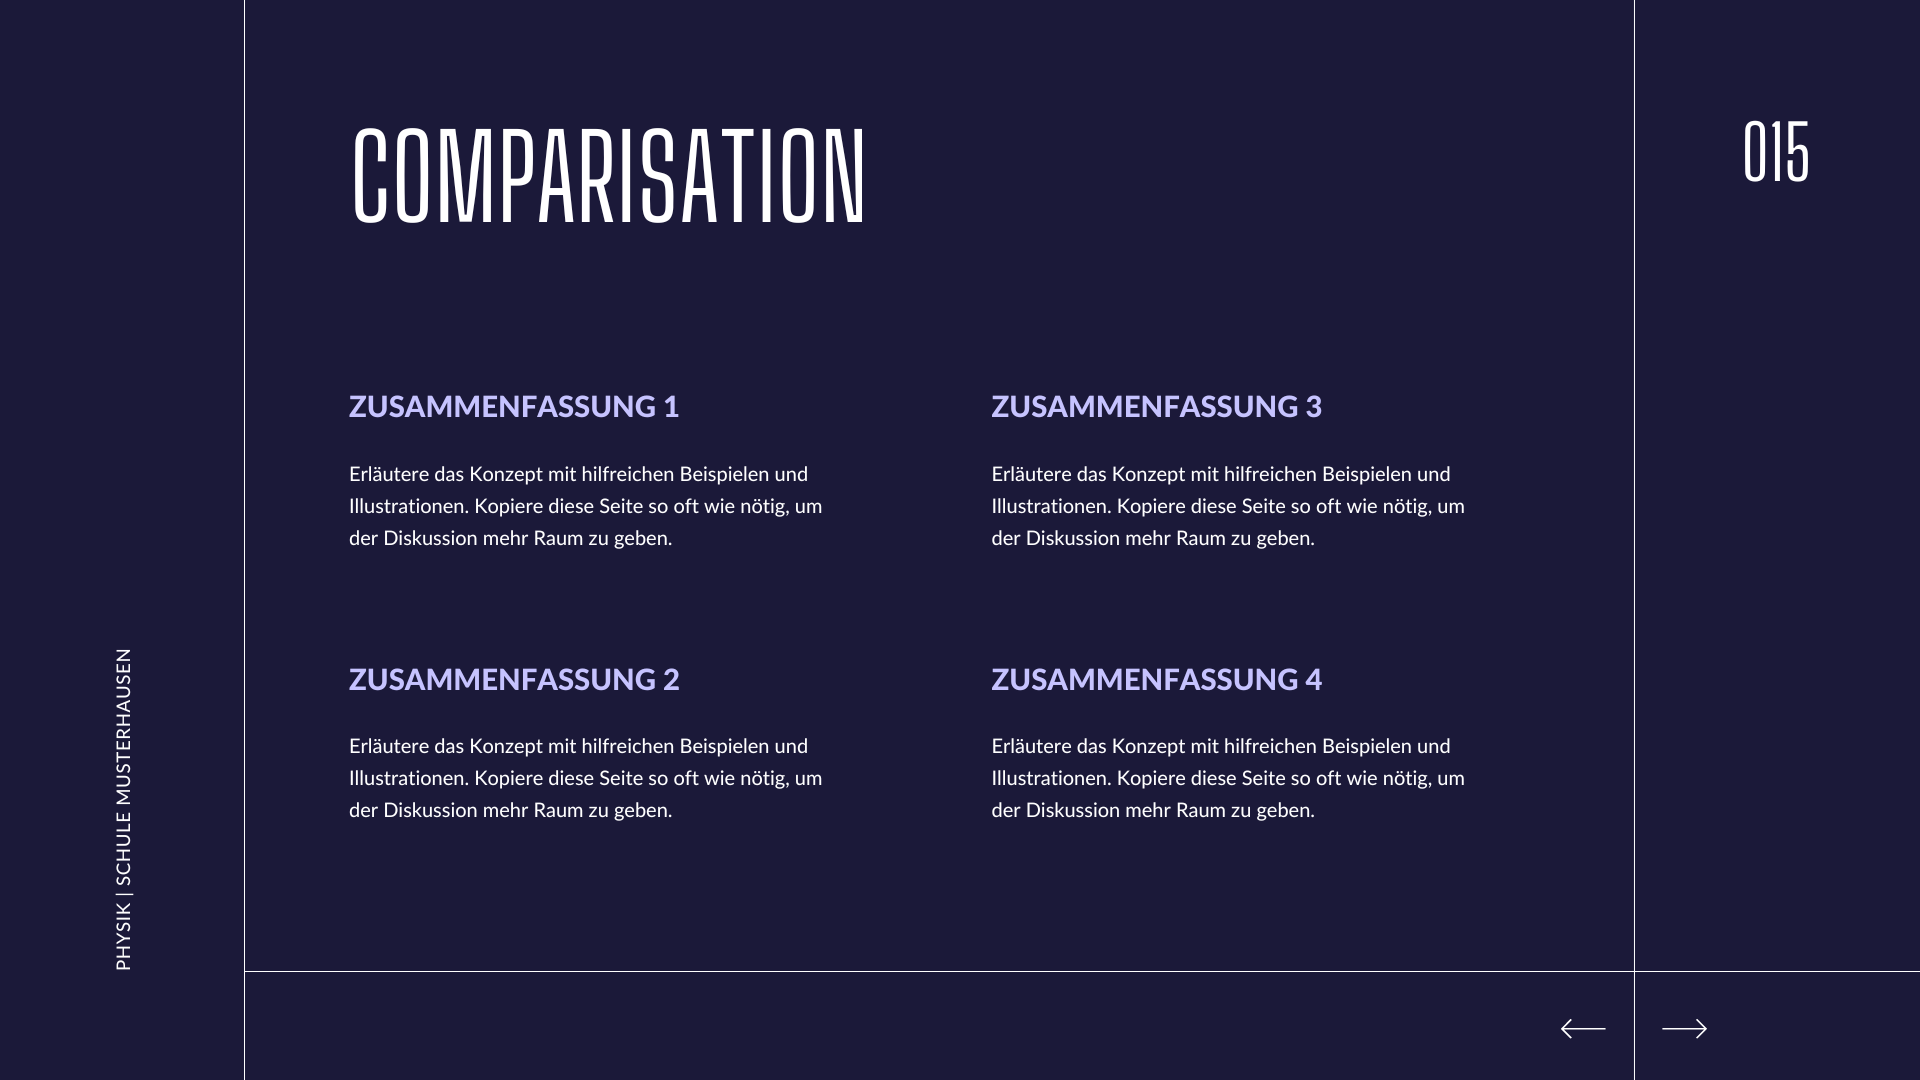 COMPARISATION
015
ZUSAMMENFASSUNG 1
Erläutere das Konzept mit hilfreichen Beispielen und
Illustrationen. Kopiere diese Seite so oft wie nötig, um
der Diskussion mehr Raum zu geben.
ZUSAMMENFASSUNG 2
Erläutere das Konzept mit hilfreichen Beispielen und
Illustrationen. Kopiere diese Seite so oft wie nötig, um
der Diskussion mehr Raum zu geben.
ZUSAMMENFASSUNG 3
Erläutere das Konzept mit hilfreichen Beispielen und
Illustrationen. Kopiere diese Seite so oft wie nötig, um
der Diskussion mehr Raum zu geben.
ZUSAMMENFASSUNG 4
Erläutere das Konzept mit hilfreichen Beispielen und
Illustrationen. Kopiere diese Seite so oft wie nötig, um
der Diskussion mehr Raum zu geben.
PHYSIK | SCHULE MUSTERHAUSEN